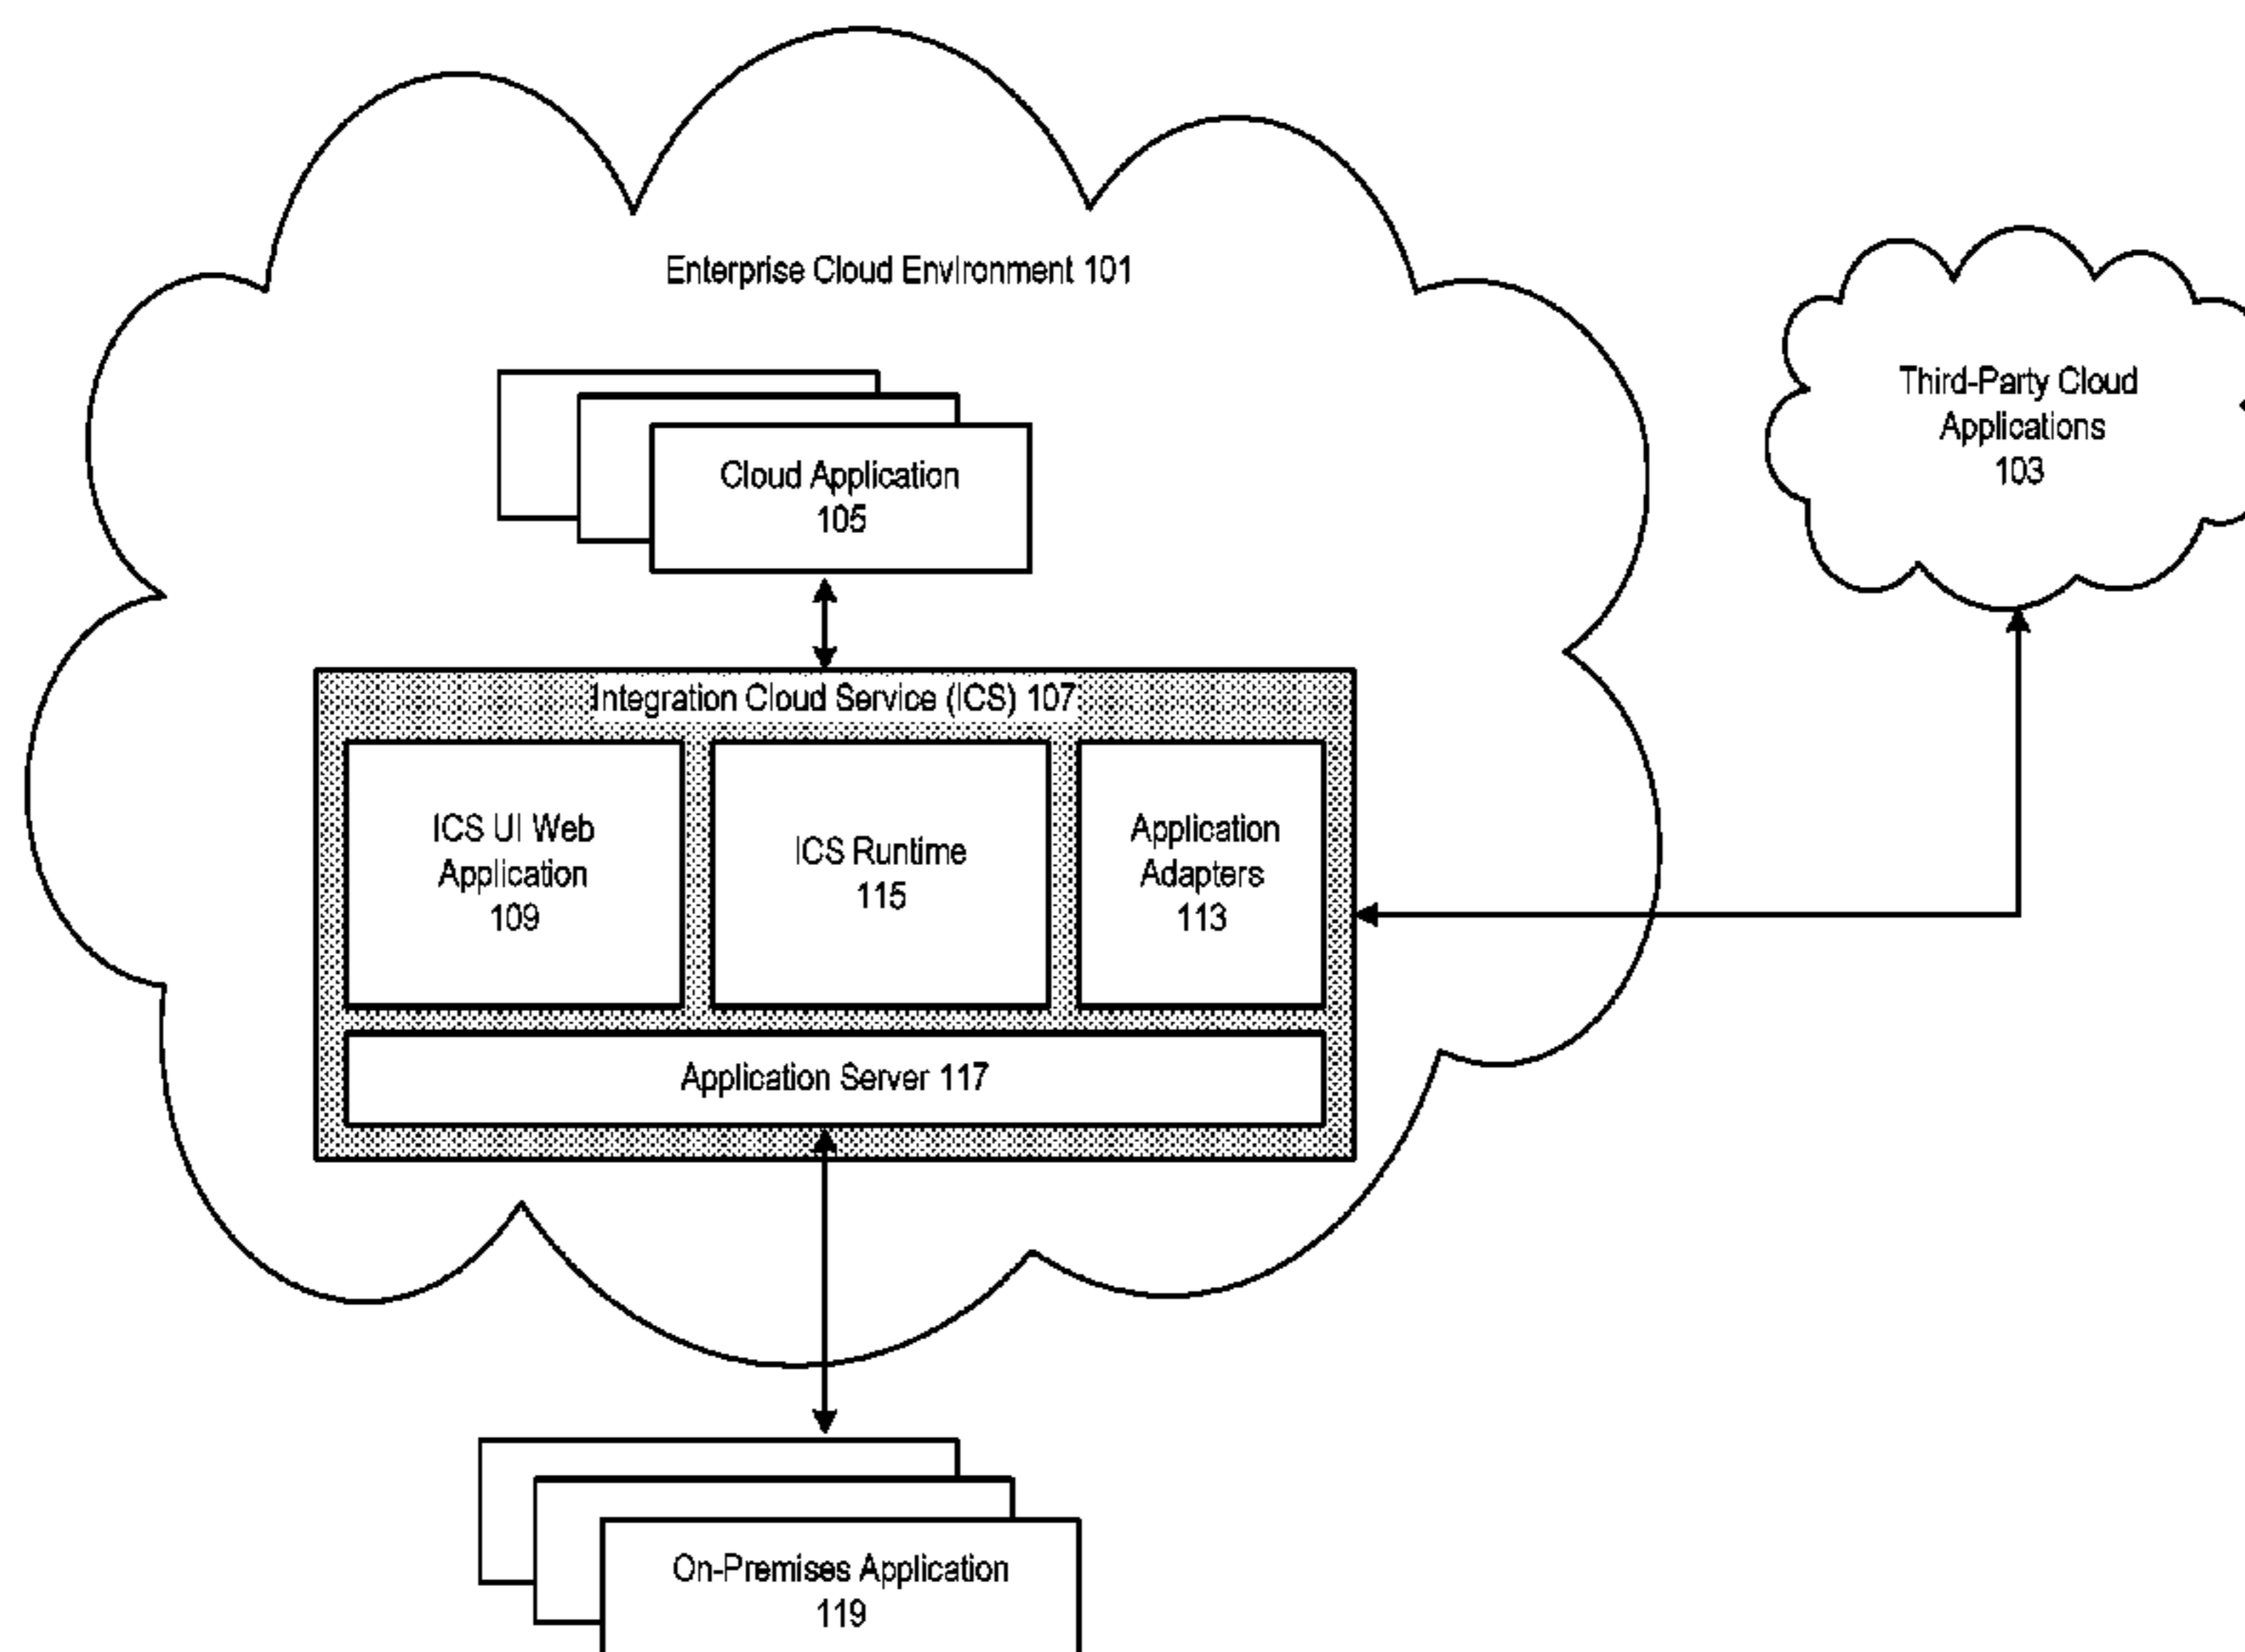 Enterprise Cloud Environment 101
Third-Party Cloud
Applications
103
Cloud Application
105
Integration Cloud Service (ICS) 107
ICS UI Web
Application
109
ICS Runtime
115
Application
Adapters
113
Application Server 117
On-Premises Application
119